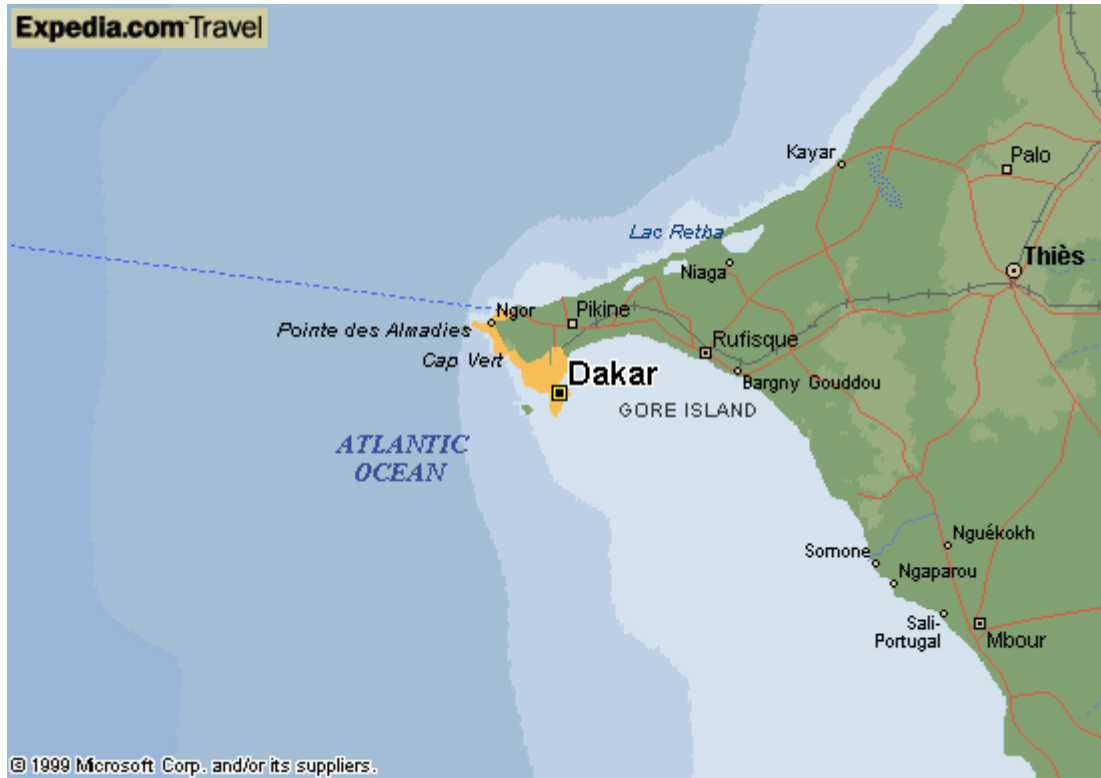 Expedia.com Travel
Kayar
Palo
Lac Retba
Thiès
Niaga
Ngor
Pikine
Pointe des Almadies
Rufisque
Cap Vert
Dakar
Bargny Gouddou
GORE ISLAND
ATLANTIC
OCEAN
Nguékokh
Somone
Ngaparou
Sali-
Portugal
Mbour
© 1999 Microsoft Corp. and/or its suppliers.